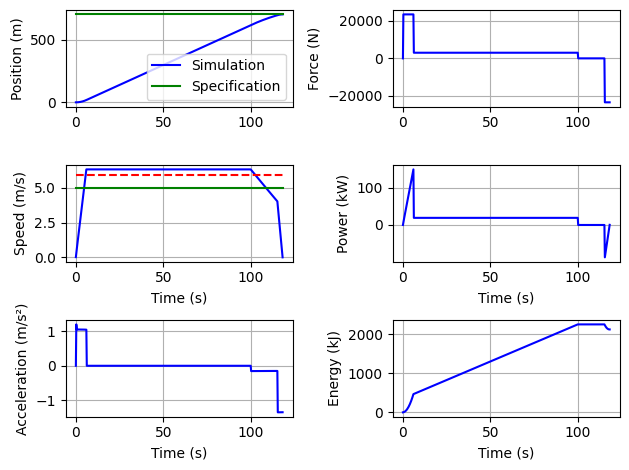 Position (m)
500
0
0
50
100
Simulation
Specification
Force (N)
20000
0
−20000
0
50
100
Speed (m/s)
5.0
2.5
0.0
0
50
100
Time (s)
Power (kW)
100
0
0
50
100
Time (s)
Acceleration (m/s²)
1
0
−1
0
50
100
Time (s)
Energy (kJ)
2000
1000
0
0
50
100
Time (s)